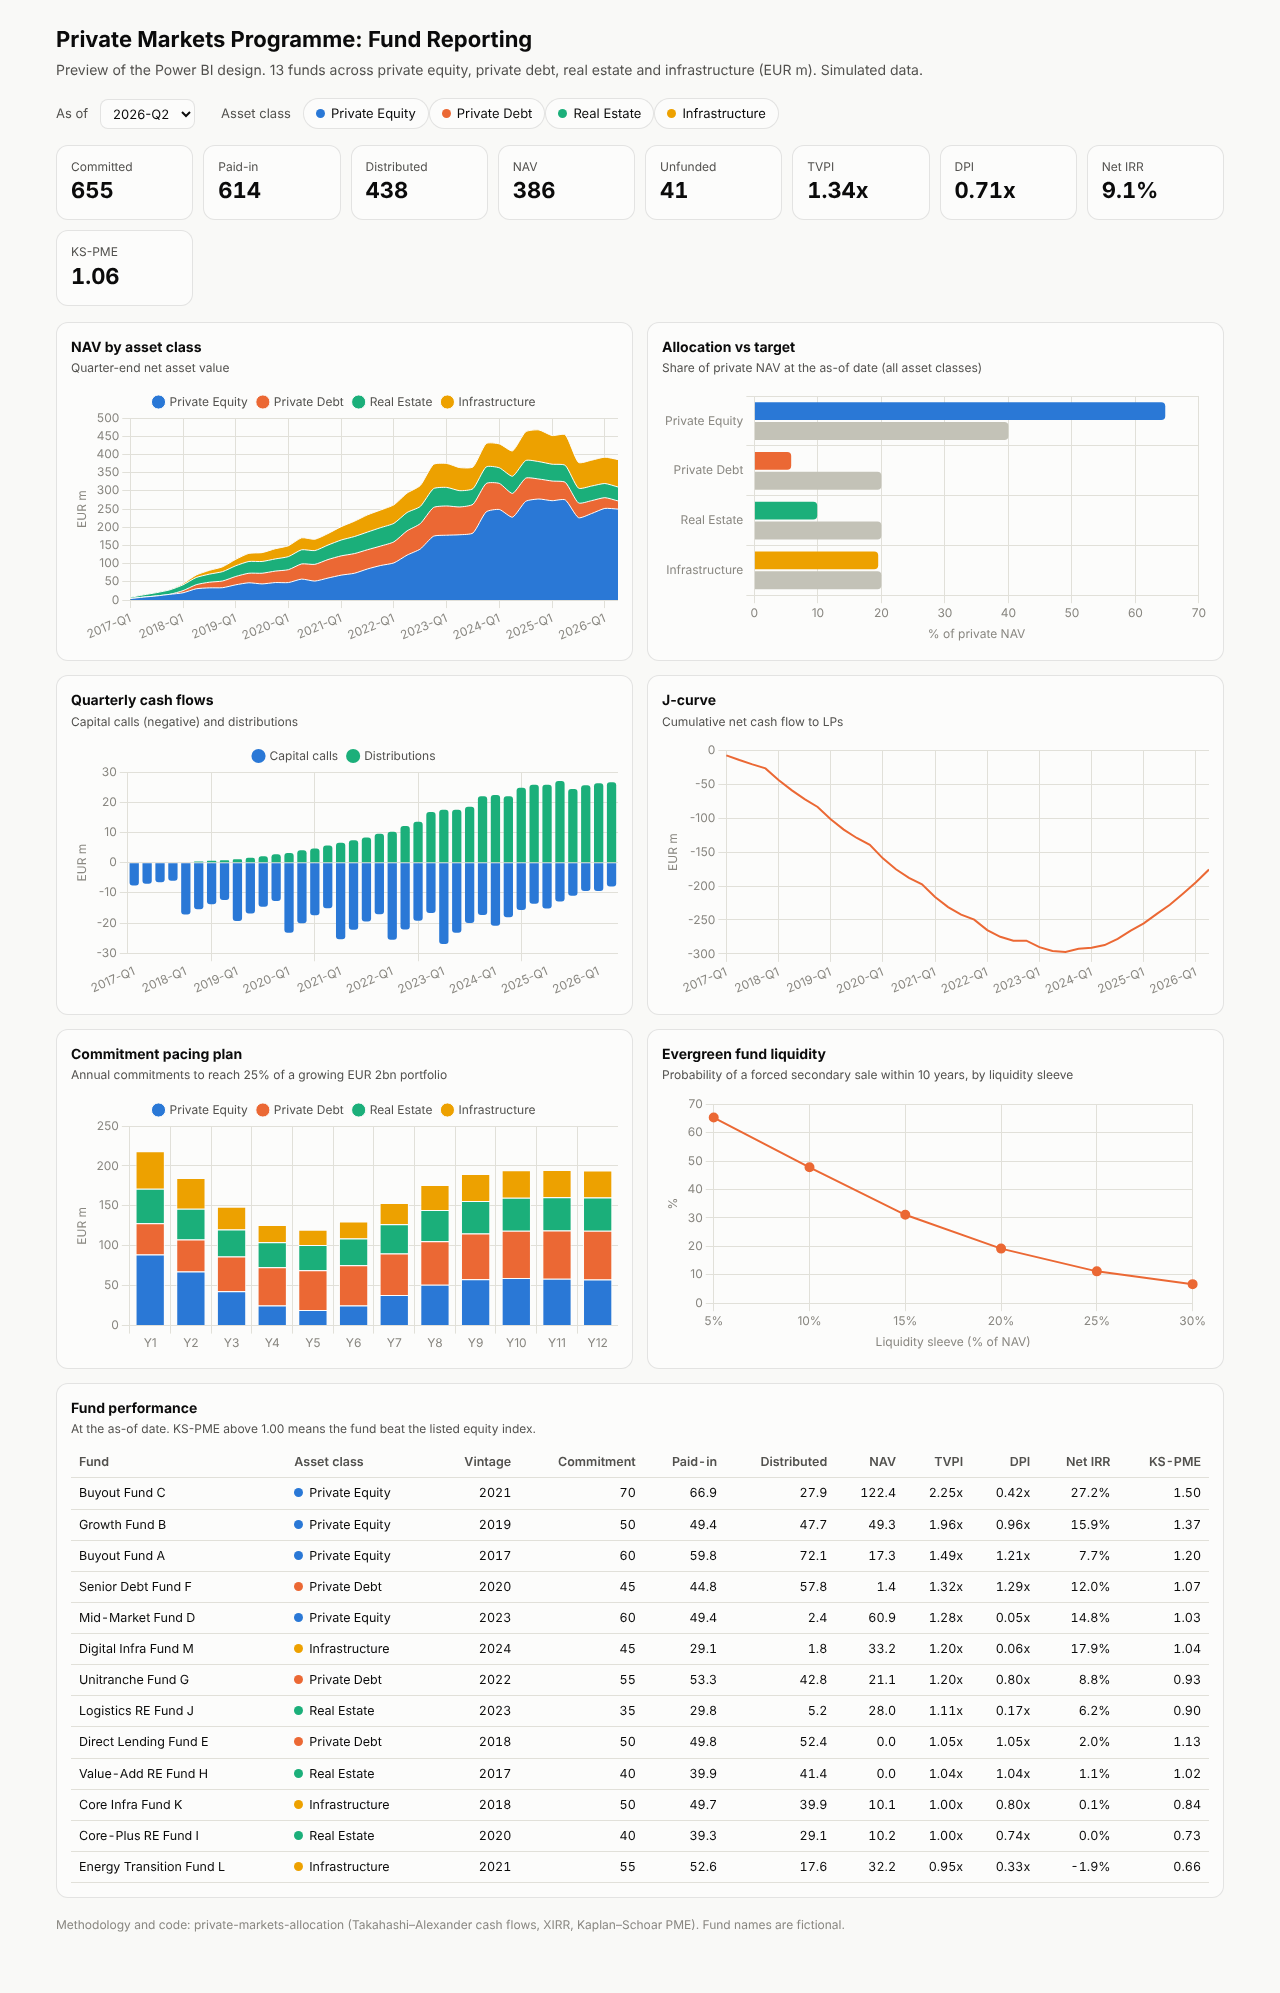 Private Markets Programme: Fund Reporting
Preview of the Power BI design. 13 funds across private equity, private debt, real estate and infrastructure (EUR m). Simulated data.
As of 2026-Q2 Asset class Private Equity Private Debt Real Estate Infrastructure
Committed Paid-in Distributed NAV Unfunded TVPI DPI Net IRR
655 614 438 386 41 1.34x 0.71x 9.1%
KS-PME
1.06
NAV by asset class
Quarter-end net asset value
Private Equity Private Debt Real Estate Infrastructure
500
450
400
350
300
250
200
150
100
50
0
EUR m
2017-Q1 2018-Q1 2019-Q1 2020-Q1 2021-Q1 2022-Q1 2023-Q1 2024-Q1 2025-Q1 2026-Q1
Allocation vs target
Share of private NAV at the as-of date (all asset classes)
Private Equity
Private Debt
Real Estate
Infrastructure
0 10 20 30 40 50 60 70
% of private NAV
Quarterly cash flows
Capital calls (negative) and distributions
Capital calls Distributions
30
20
10
0
-10
-20
-30
EUR m
2017-Q1 2018-Q1 2019-Q1 2020-Q1 2021-Q1 2022-Q1 2023-Q1 2024-Q1 2025-Q1 2026-Q1
J-curve
Cumulative net cash flow to LPs
0
-50
-100
-150
-200
-250
-300
EUR m
2017-Q1 2018-Q1 2019-Q1 2020-Q1 2021-Q1 2022-Q1 2023-Q1 2024-Q1 2025-Q1 2026-Q1
Commitment pacing plan
Annual commitments to reach 25% of a growing EUR 2bn portfolio
Private Equity Private Debt Real Estate Infrastructure
250
200
150
100
50
0
EUR m
Y1 Y2 Y3 Y4 Y5 Y6 Y7 Y8 Y9 Y10 Y11 Y12
Evergreen fund liquidity
Probability of a forced secondary sale within 10 years, by liquidity sleeve
70
60
50
40
30
20
10
0
%
5% 10% 15% 20% 25% 30%
Liquidity sleeve (% of NAV)
Fund performance
At the as-of date. KS-PME above 1.00 means the fund beat the listed equity index.
Fund Asset class Vintage Commitment Paid-in Distributed NAV TVPI DPI Net IRR KS-PME
Buyout Fund C Private Equity 2021 70 66.9 27.9 122.4 2.25x 0.42x 27.2% 1.50
Growth Fund B Private Equity 2019 50 49.4 47.7 49.3 1.96x 0.96x 15.9% 1.37
Buyout Fund A Private Equity 2017 60 59.8 72.1 17.3 1.49x 1.21x 7.7% 1.20
Senior Debt Fund F Private Debt 2020 45 44.8 57.8 1.4 1.32x 1.29x 12.0% 1.07
Mid-Market Fund D Private Equity 2023 60 49.4 2.4 60.9 1.28x 0.05x 14.8% 1.03
Digital Infra Fund M Infrastructure 2024 45 29.1 1.8 33.2 1.20x 0.06x 17.9% 1.04
Unitranche Fund G Private Debt 2022 55 53.3 42.8 21.1 1.20x 0.80x 8.8% 0.93
Logistics RE Fund J Real Estate 2023 35 29.8 5.2 28.0 1.11x 0.17x 6.2% 0.90
Direct Lending Fund E Private Debt 2018 50 49.8 52.4 0.0 1.05x 1.05x 2.0% 1.13
Value-Add RE Fund H Real Estate 2017 40 39.9 41.4 0.0 1.04x 1.04x 1.1% 1.02
Core Infra Fund K Infrastructure 2018 50 49.7 39.9 10.1 1.00x 0.80x 0.1% 0.84
Core-Plus RE Fund I Real Estate 2020 40 39.3 29.1 10.2 1.00x 0.74x 0.0% 0.73
Energy Transition Fund L Infrastructure 2021 55 52.6 17.6 32.2 0.95x 0.33x -1.9% 0.66
Methodology and code: private-markets-allocation (Takahashi–Alexander cash flows, XIRR, Kaplan–Schoar PME). Fund names are fictional.